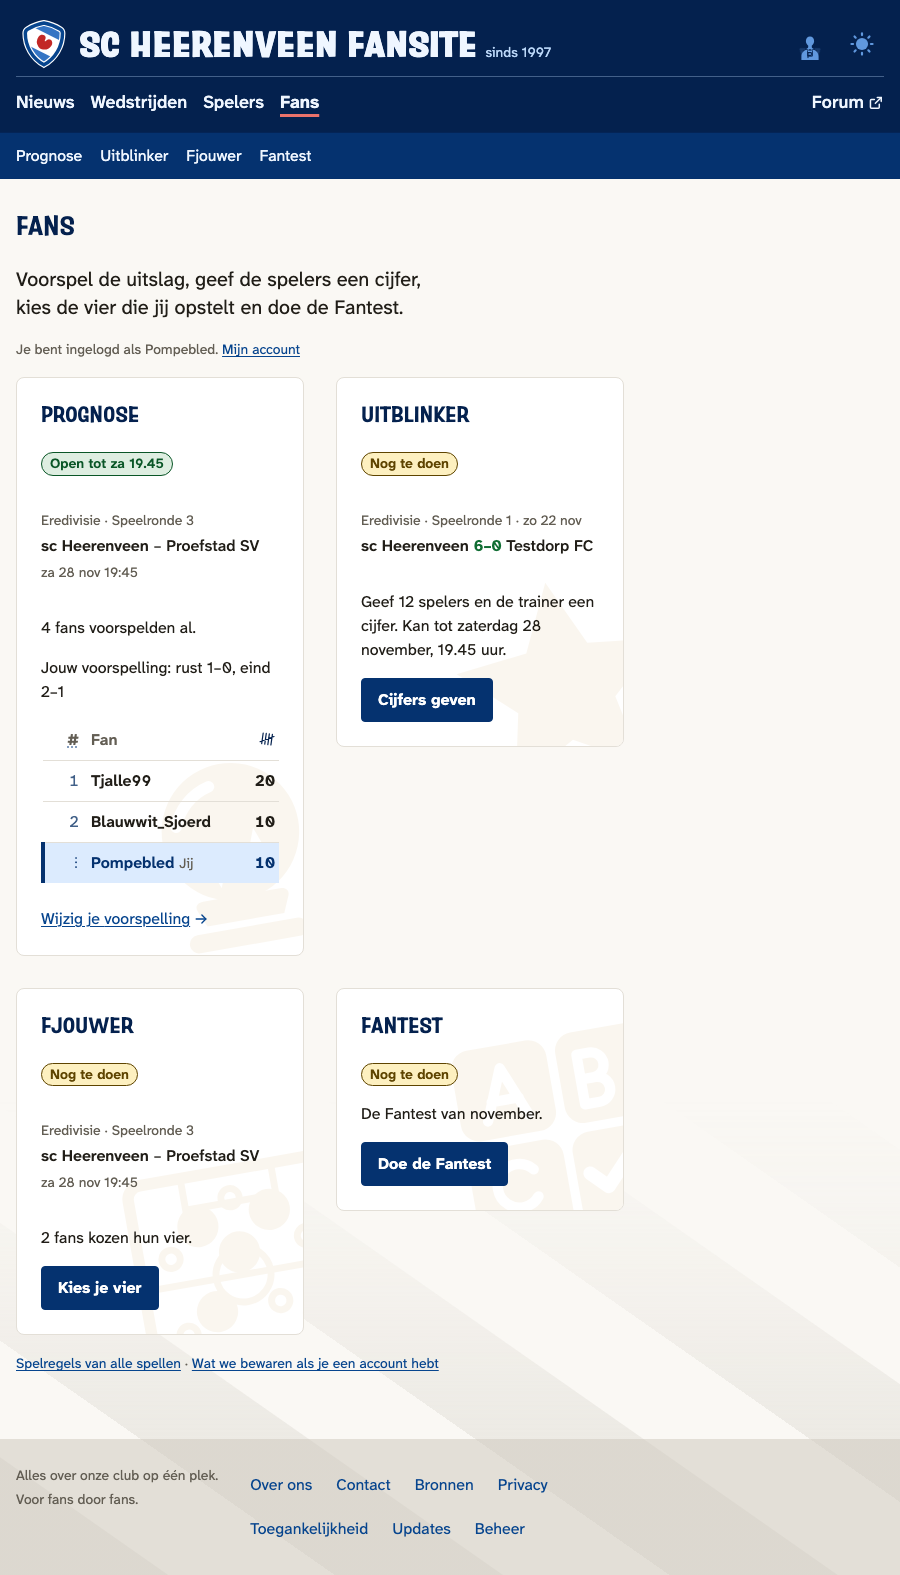 SC HEERENVEEN FANSITE sinds 1997
Nieuws Wedstrijden Spelers Fans Forum
Prognose Uitblinker Fjouwer Fantest
FANS
Voorspel de uitslag, geef de spelers een cijfer,
kies de vier die jij opstelt en doe de Fantest.
Je bent ingelogd als Pompebled. Mijn account
PROGNOSE
Open tot za 19.45
Eredivisie · Speelronde 3
sc Heerenveen – Proefstad SV
za 28 nov 19:45
4 fans voorspelden al.
Jouw voorspelling: rust 1–0, eind
2–1
# Fan
1 Tjalle99 20
2 Blauwwit_Sjoerd 10
⋮ Pompebled Jij 10
Wijzig je voorspelling →
UITBLINKER
Nog te doen
Eredivisie · Speelronde 1 · zo 22 nov
sc Heerenveen 6–0 Testdorp FC
Geef 12 spelers en de trainer een
cijfer. Kan tot zaterdag 28
november, 19.45 uur.
Cijfers geven
FJOUWER
Nog te doen
Eredivisie · Speelronde 3
sc Heerenveen – Proefstad SV
za 28 nov 19:45
2 fans kozen hun vier.
Kies je vier
FANTEST
Nog te doen
De Fantest van november.
Doe de Fantest
A B
C
Spelregels van alle spellen · Wat we bewaren als je een account hebt
Alles over onze club op één plek.
Voor fans door fans.
Over ons Contact Bronnen Privacy
Toegankelijkheid Updates Beheer